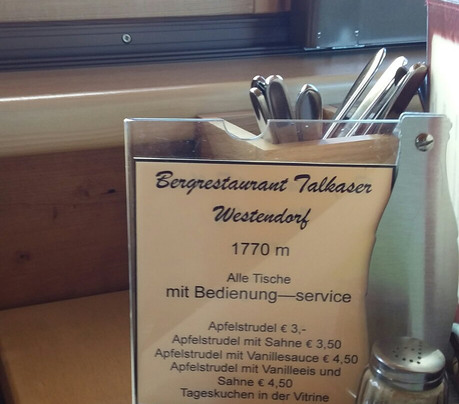 Bergrestaurant Talkaser
Westendorf
1770 m
Alle Tische
mit Bedienung—service
Apfelstrudel € 3,-
Apfelstrudel mit Sahne € 3,50
Apfelstrudel mit Vanillesauce € 4,50
Apfelstrudel mit Vanilleeis und
Sahne € 4,50
Tageskuchen in der Vitrine